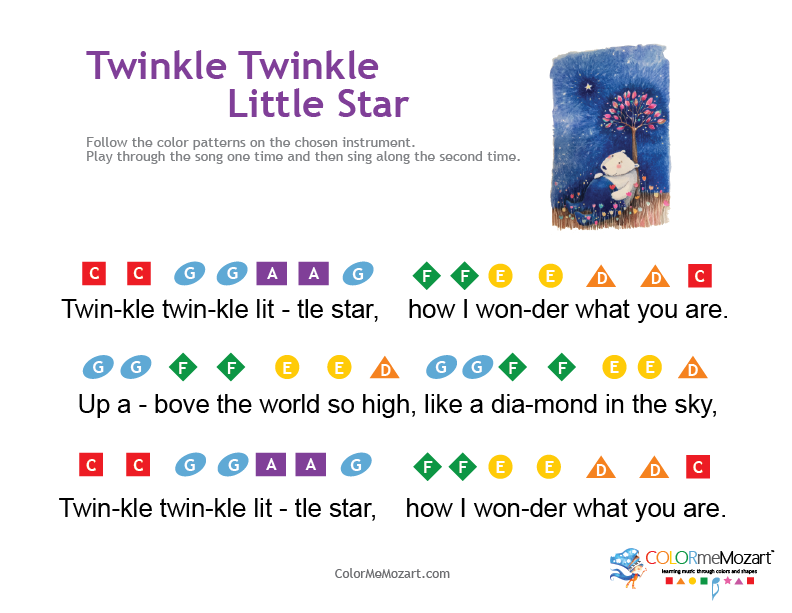 Twinkle Twinkle
Little Star
Follow the color patterns on the chosen instrument.
Play through the song one time and then sing along the second time.
C C G G A A G F F E E D D C
Twin-kle twin-kle lit - tle star, how I won-der what you are.
G G F F E E D G G F F E E D
Up a - bove the world so high, like a dia-mond in the sky,
C C G G A A G F F E E D D C
Twin-kle twin-kle lit - tle star, how I won-der what you are.
ColorMeMozart.com
COLORmeMozart™
learning music through colors and shapes